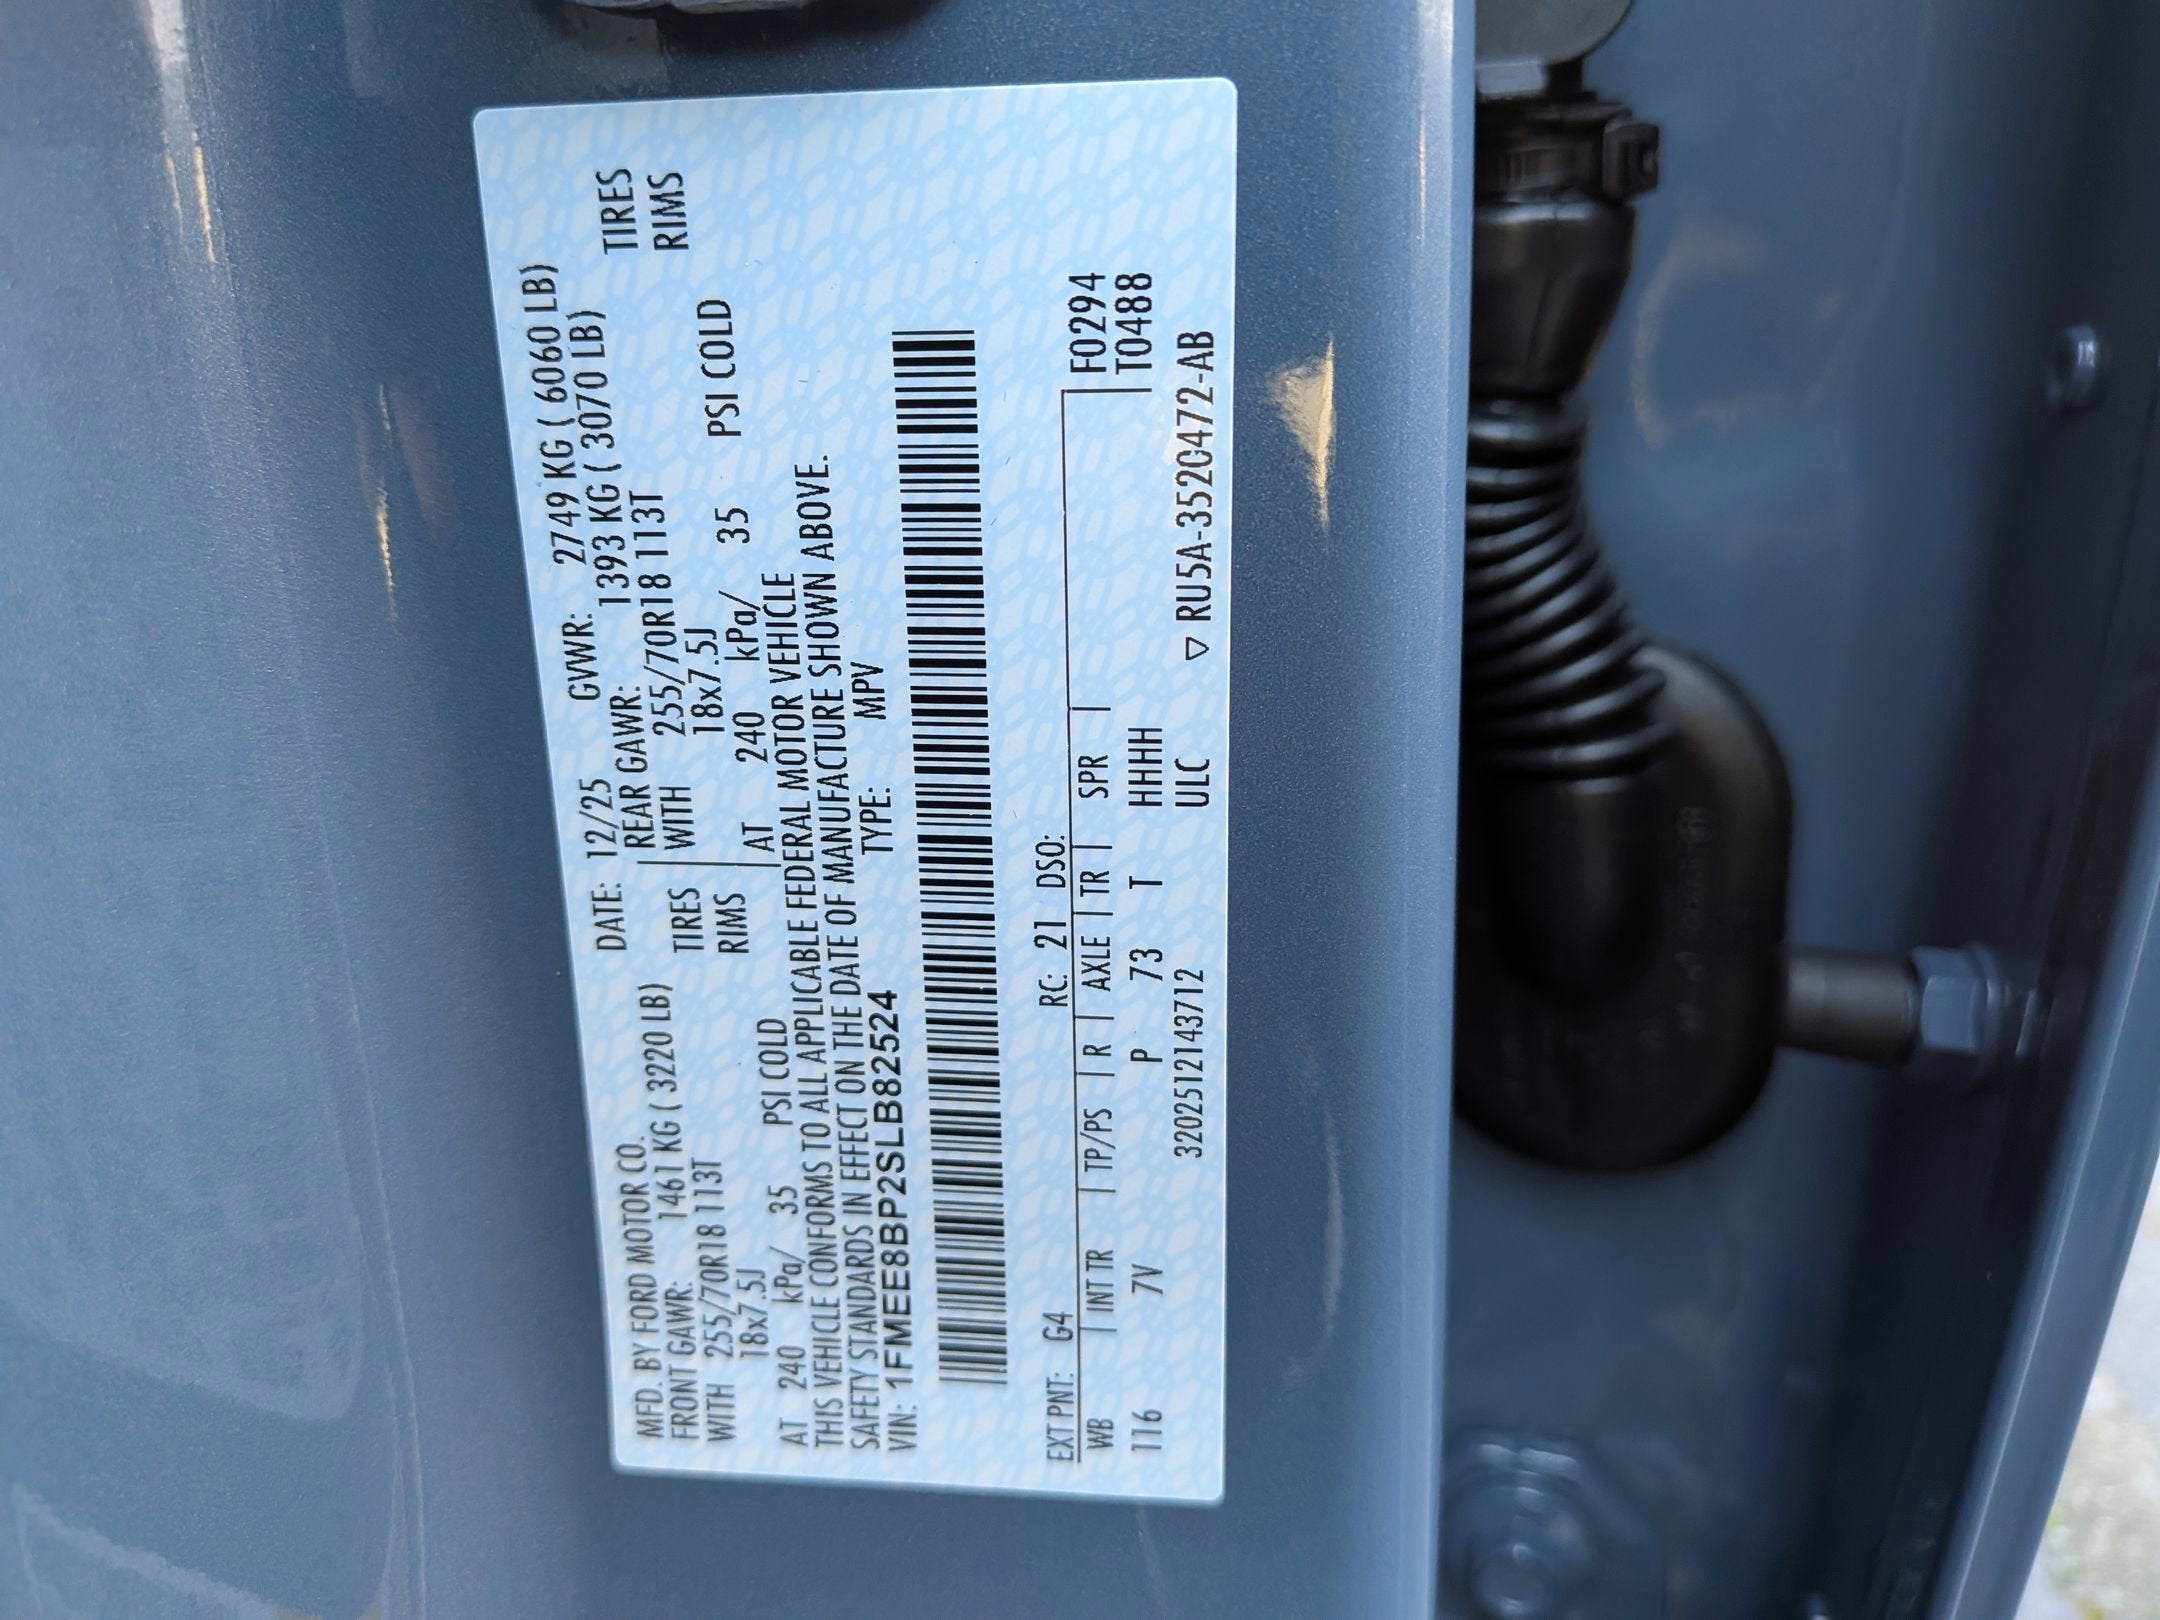 MFD. BY FORD MOTOR CO. DATE: 12/25 GVWR: 2749 KG ( 6060 LB)
FRONT GAWR: 1461 KG ( 3220 LB) REAR GAWR: 1393 KG ( 3070 LB)
WITH 255/70R18 113T TIRES WITH 255/70R18 113T TIRES
18x7.5J RIMS 18x7.5J RIMS
AT 240 kPa/ 35 PSI COLD AT 240 kPa/ 35 PSI COLD
THIS VEHICLE CONFORMS TO ALL APPLICABLE FEDERAL MOTOR VEHICLE
SAFETY STANDARDS IN EFFECT ON THE DATE OF MANUFACTURE SHOWN ABOVE.
VIN: 1FMEE8BP2SLB82524 TYPE: MPV
EXT PNT: G4 RC: 21 DSO: F0294
WB INT TR TP/PS R AXLE TR SPR T0488
116 7V P 73 T HHHH
3202512143712 ULC ▽ RU5A-3520472-AB